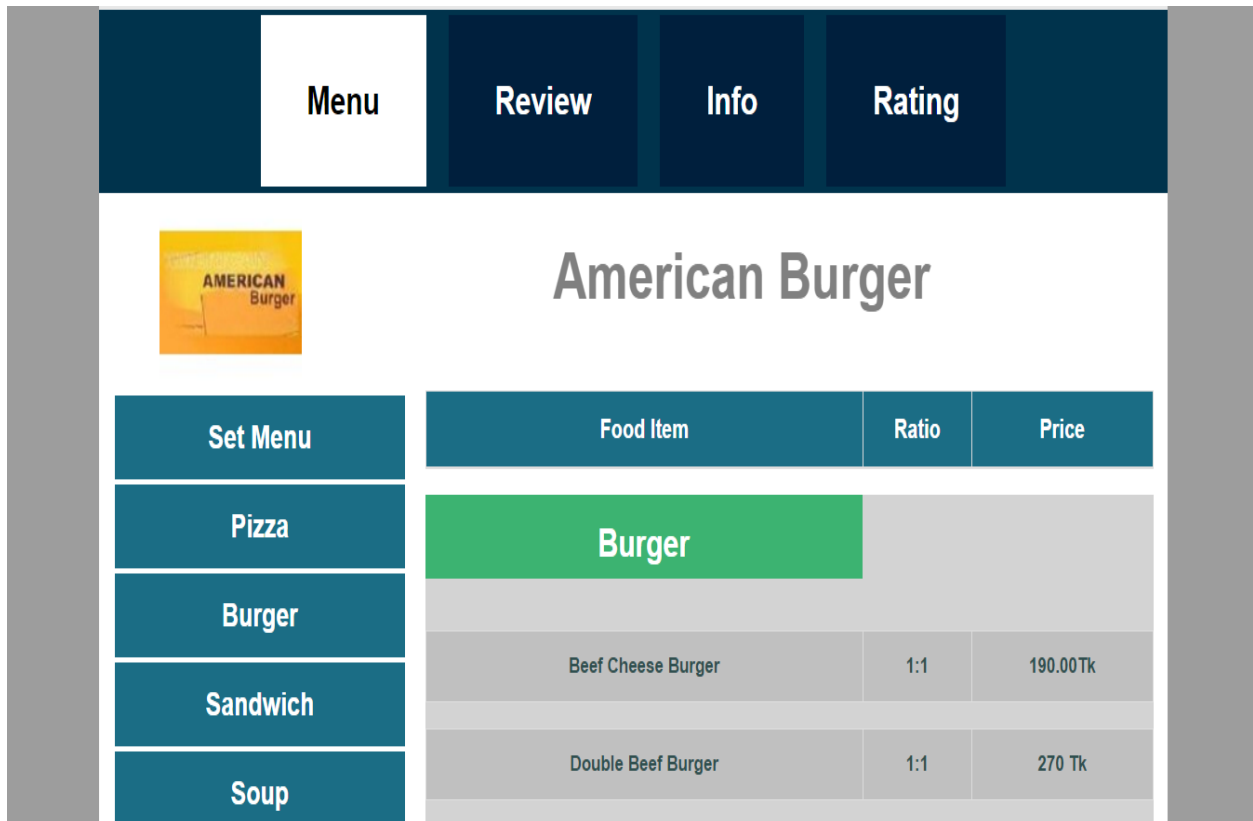 Menu Review Info Rating
AMERICAN
Burger
American Burger
Set Menu
Pizza
Burger
Sandwich
Soup
Food Item Ratio Price
Burger
Beef Cheese Burger 1:1 190.00Tk
Double Beef Burger 1:1 270 Tk